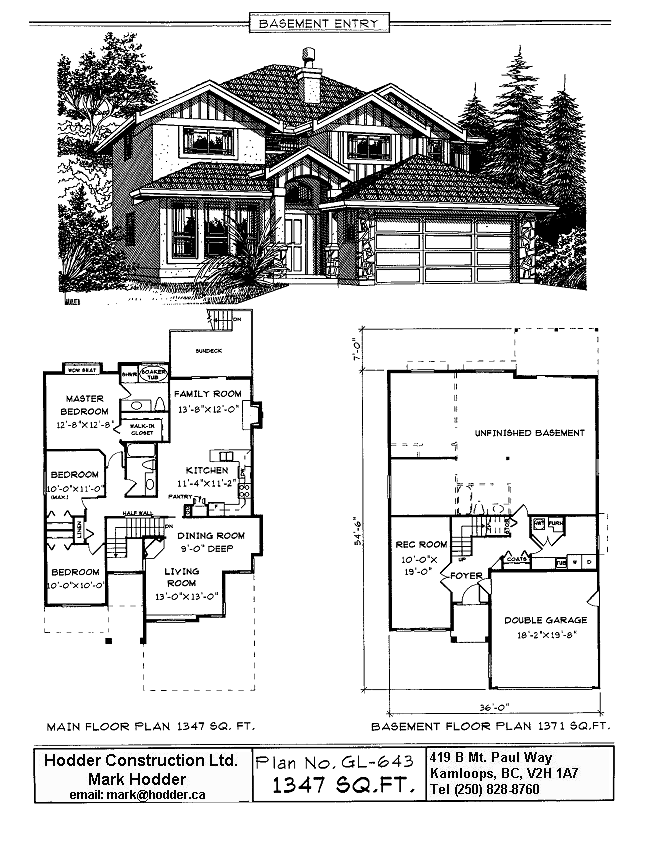 BASEMENT ENTRY
DN
SUNDECK
WDW SEAT
SHWR
SOAKER
TUB
MASTER
BEDROOM
12'-8"X12'-8"
WALK-IN
CLOSET
FAMILY ROOM
13'-8"X12'-0"
BEDROOM
10'-0"X11'-0"
(MAX.)
KITCHEN
11'-4"X11'-2"
PANTRY
HALF WALL
LINEN
DN
DINING ROOM
9'-0" DEEP
BEDROOM
10'-0"X10'-0"
LIVING
ROOM
13'-0"X13'-0"
MAIN FLOOR PLAN 1347 SQ. FT.
7'-0"
54'-6"
UNFINISHED BASEMENT
HWT
FURN
REC ROOM
10'-0"X
19'-0"
UP
COATS
FOYER
TUB
W
D
DOUBLE GARAGE
18'-2"X19'-8"
36'-0"
BASEMENT FLOOR PLAN 1371 SQ.FT.
Hodder Construction Ltd.
Mark Hodder
email: mark@hodder.ca
Plan No. GL-643
1347 SQ.FT.
419 B Mt. Paul Way
Kamloops, BC, V2H 1A7
Tel (250) 828-8760